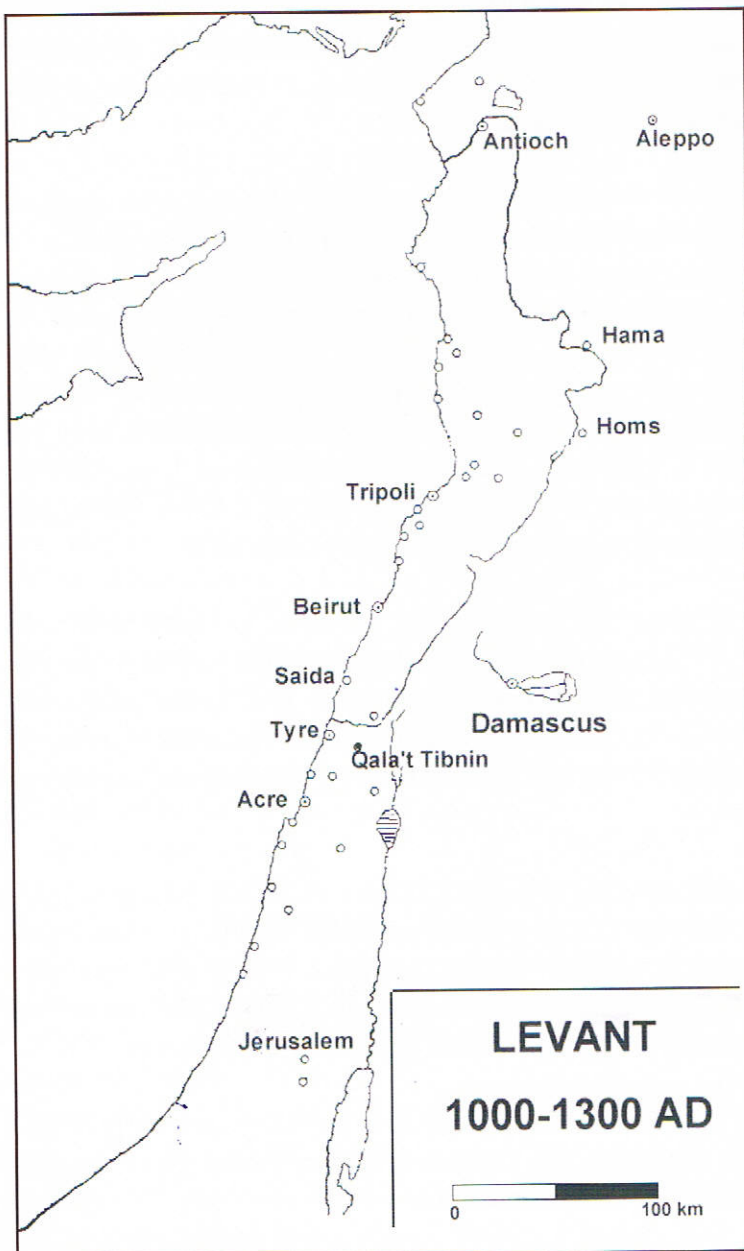 Antioch
Aleppo
Hama
Homs
Tripoli
Beirut
Saida
Damascus
Tyre
Qala't Tibnin
Acre
Jerusalem
LEVANT
1000-1300 AD
0
100 km